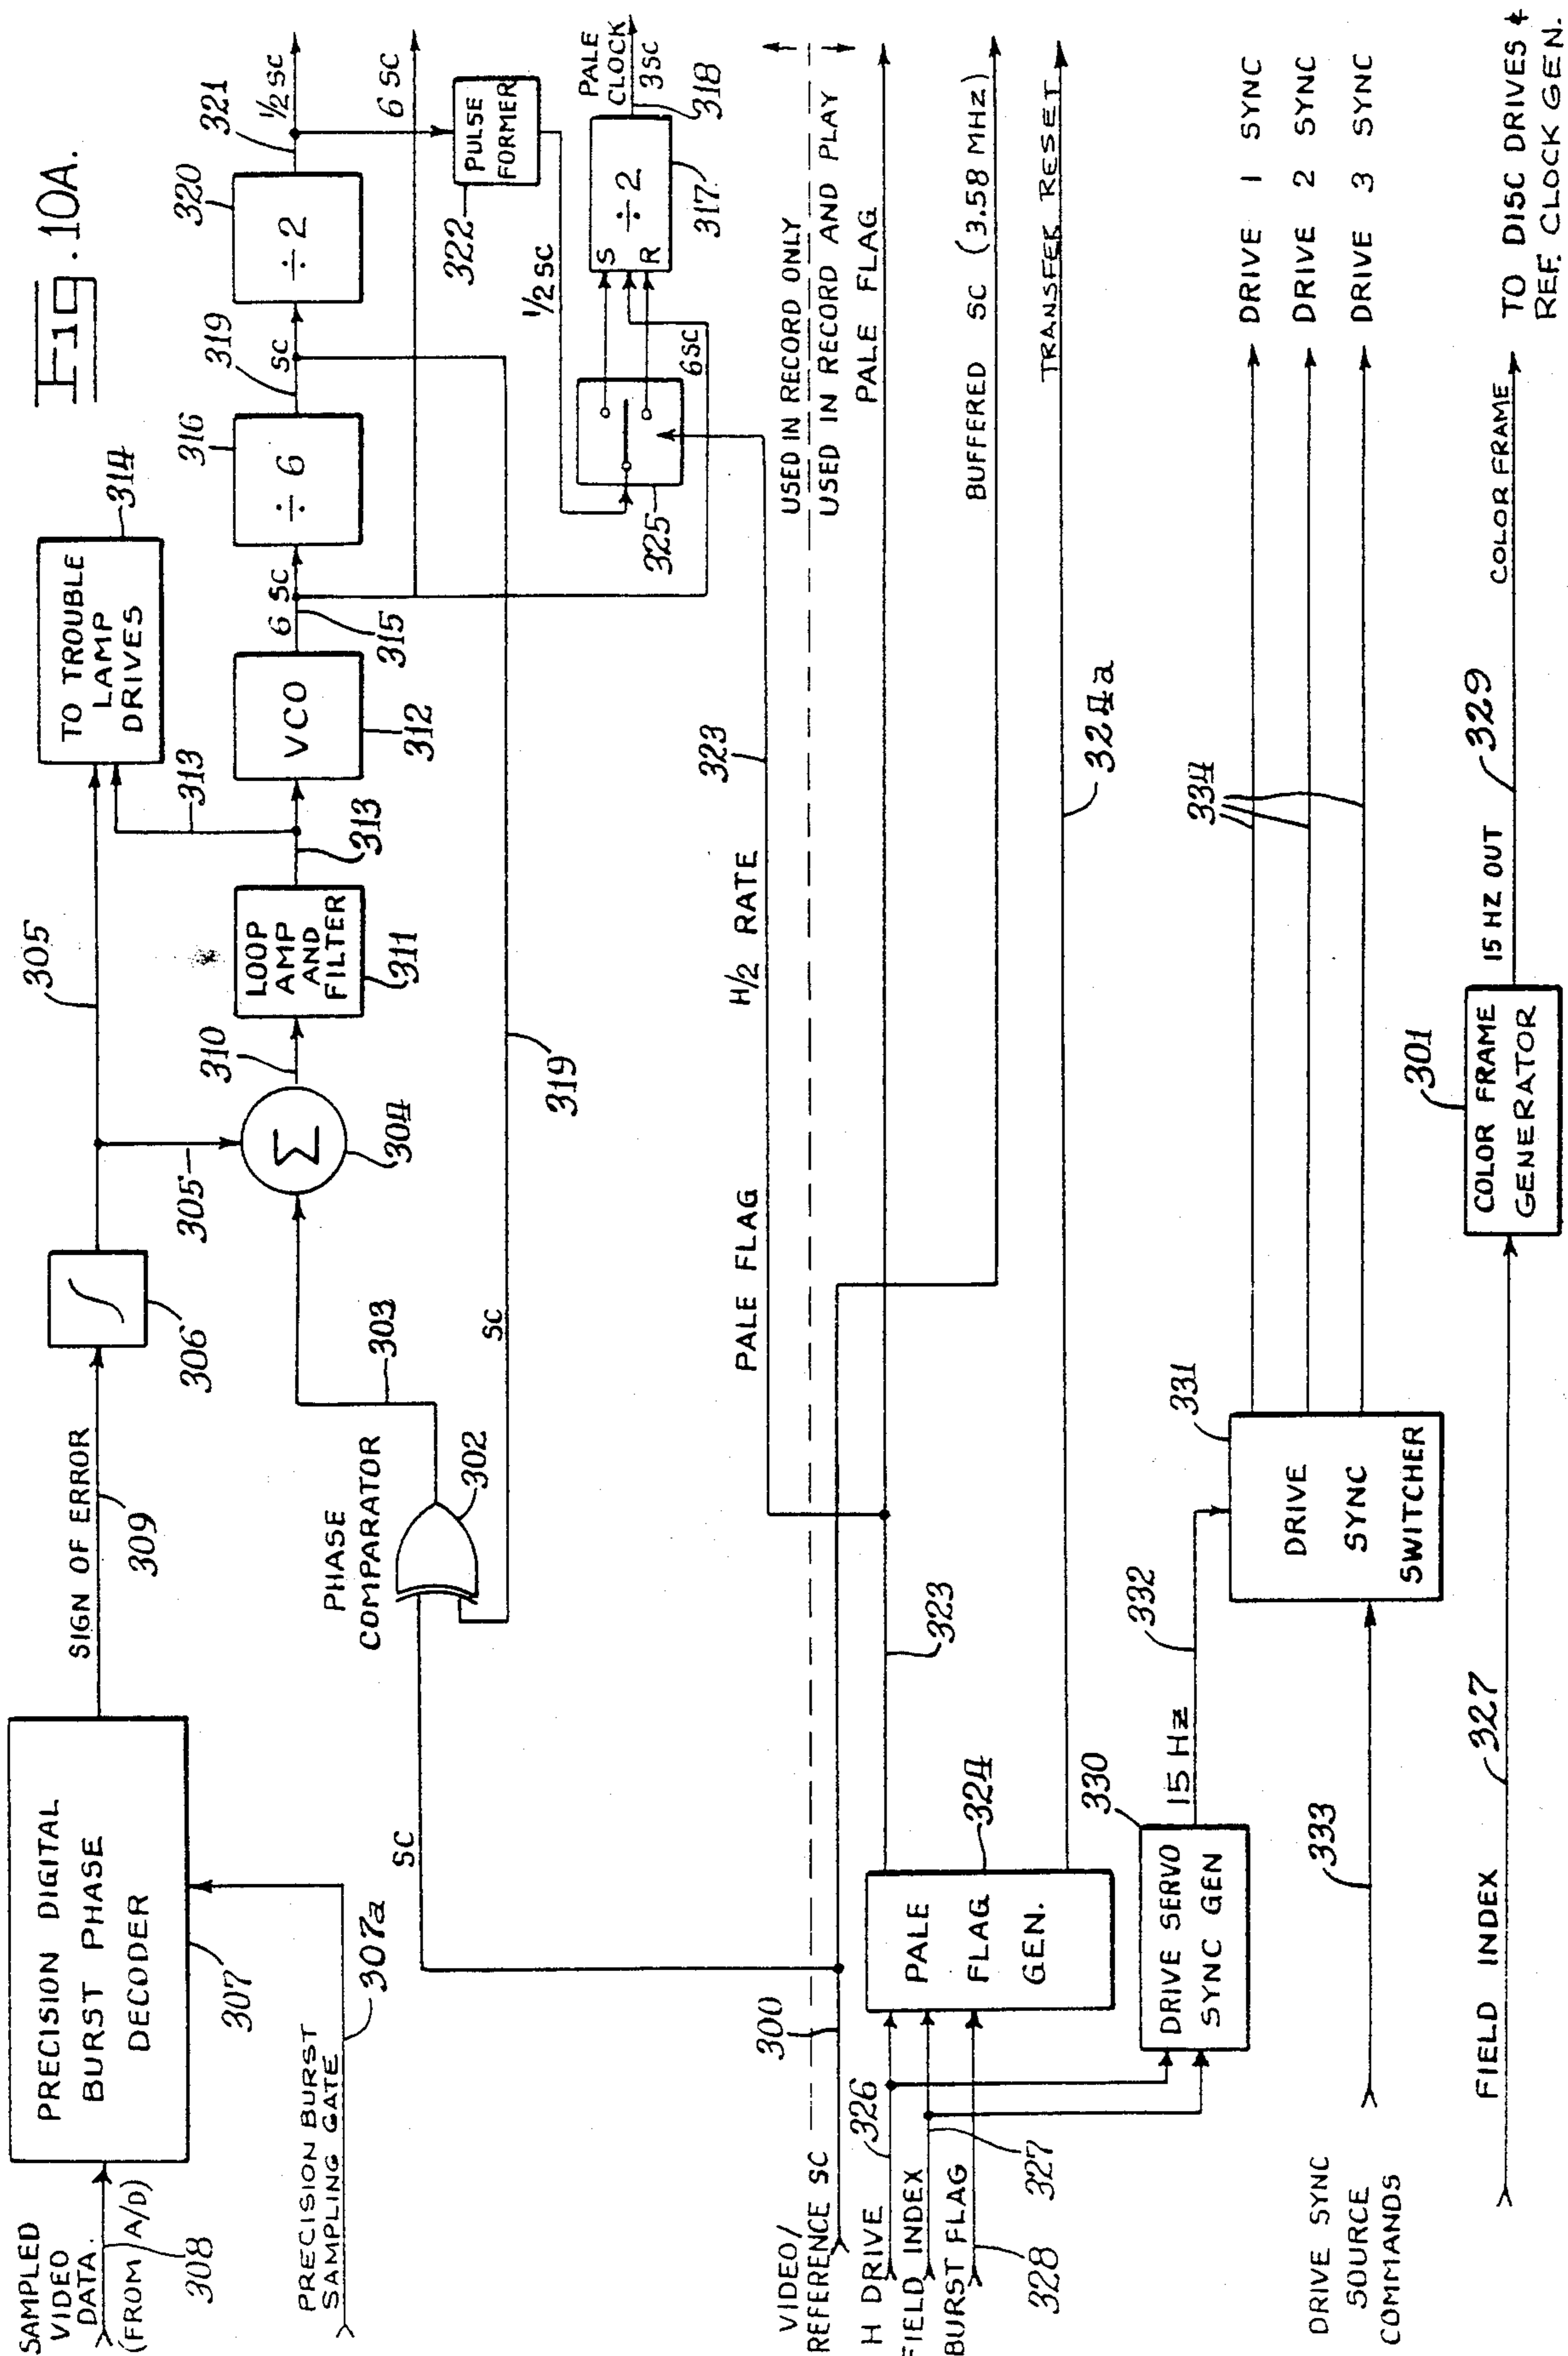 Fig. 10A.
SAMPLED
VIDEO
DATA.
(FROM A/D)
308
PRECISION DIGITAL
BURST PHASE
DECODER
307
PRECISION BURST
SAMPLING GATE
307a
SIGN OF ERROR
309
306
305
305
TO TROUBLE
LAMP
DRIVES
314
313
PHASE
COMPARATOR
302
303
SC
SC
Σ
304
310
LOOP
AMP
AND
FILTER
311
313
VCO
312
6 SC
315
÷ 6
316
SC
319
÷ 2
320
1/2 SC
321
6 SC
319
PULSE
FORMER
322
1/2 SC
325
6SC
S
R
÷ 2
317
PALE
CLOCK
3 SC
318
PALE FLAG
H/2 RATE
323
USED IN RECORD ONLY
USED IN RECORD AND PLAY
VIDEO/
REFERENCE SC
300
H DRIVE
326
FIELD INDEX
327
BURST FLAG
328
PALE
FLAG
GEN.
324
323
PALE FLAG
BUFFERED SC (3.58 MHz)
TRANSFER RESET
324a
DRIVE SERVO
SYNC GEN
330
15 Hz
332
DRIVE SYNC
SOURCE
COMMANDS
333
DRIVE
SYNC
SWITCHER
331
334
DRIVE 1 SYNC
DRIVE 2 SYNC
DRIVE 3 SYNC
FIELD INDEX
327
COLOR FRAME
GENERATOR
301
15 HZ OUT
329
COLOR FRAME
TO DISC DRIVES &
REF. CLOCK GEN.